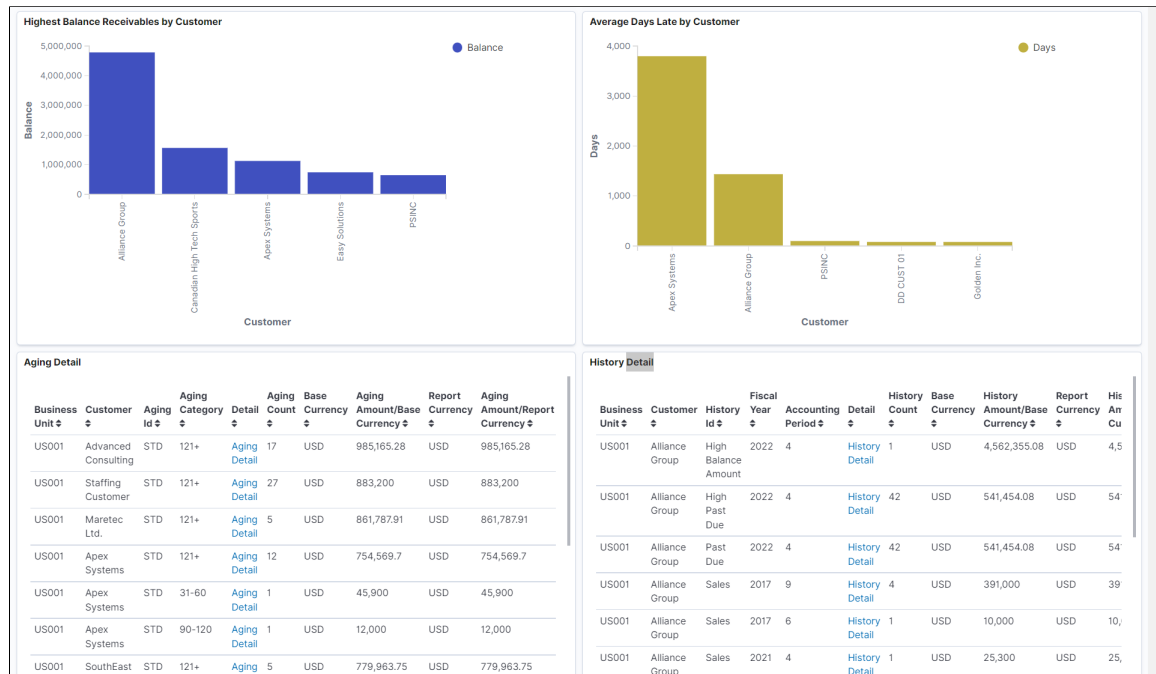 Highest Balance Receivables by Customer
5,000,000
4,000,000
3,000,000
2,000,000
1,000,000
0
Balance
Balance
Alliance Group
Canadian High Tech Sports
Apex Systems
Easy Solutions
PSINC
Customer
Average Days Late by Customer
4,000
3,000
2,000
1,000
0
Days
Days
Apex Systems
Alliance Group
PSINC
DD CUST 01
Golden Inc.
Customer
Aging Detail
Business Unit Customer Aging Id Aging Category Detail Aging Count Base Currency Aging Amount/Base Currency Report Currency Aging Amount/Report Currency
US001 Advanced Consulting STD 121+ Aging Detail 17 USD 985,165.28 USD 985,165.28
US001 Staffing Customer STD 121+ Aging Detail 27 USD 883,200 USD 883,200
US001 Maretec Ltd. STD 121+ Aging Detail 5 USD 861,787.91 USD 861,787.91
US001 Apex Systems STD 121+ Aging Detail 12 USD 754,569.7 USD 754,569.7
US001 Apex Systems STD 31-60 Aging Detail 1 USD 45,900 USD 45,900
US001 Apex Systems STD 90-120 Aging Detail 1 USD 12,000 USD 12,000
US001 SouthEast STD 121+ Aging 5 USD 779,963.75 USD 779,963.75
History Detail
Business Unit Customer History Id Fiscal Year Accounting Period Detail History Count Base Currency History Amount/Base Currency Report Currency His Am Cu
US001 Alliance Group High Balance Amount 2022 4 History Detail 1 USD 4,562,355.08 USD 4,5
US001 Alliance Group High Past Due 2022 4 History Detail 42 USD 541,454.08 USD 54
US001 Alliance Group Past Due 2022 4 History Detail 42 USD 541,454.08 USD 54
US001 Alliance Group Sales 2017 9 History Detail 4 USD 391,000 USD 39
US001 Alliance Group Sales 2017 6 History Detail 1 USD 10,000 USD 10,
US001 Alliance Group Sales 2021 4 History Detail 1 USD 25,300 USD 25,